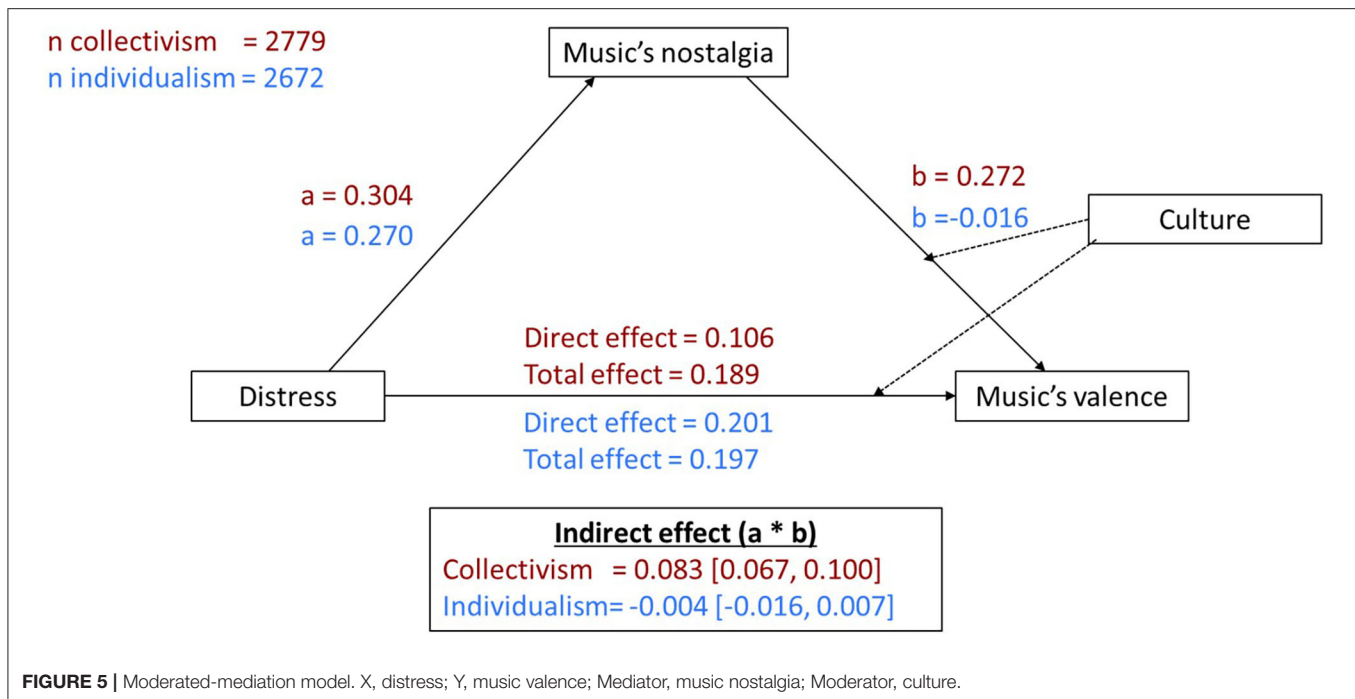 n collectivism = 2779
n individualism = 2672
Music's nostalgia
a = 0.304
a = 0.270
b = 0.272
b =-0.016
Culture
Direct effect = 0.106
Total effect = 0.189
Distress
Music's valence
Direct effect = 0.201
Total effect = 0.197
Indirect effect (a * b)
Collectivism = 0.083 [0.067, 0.100]
Individualism= -0.004 [-0.016, 0.007]
FIGURE 5 | Moderated-mediation model. X, distress; Y, music valence; Mediator, music nostalgia; Moderator, culture.